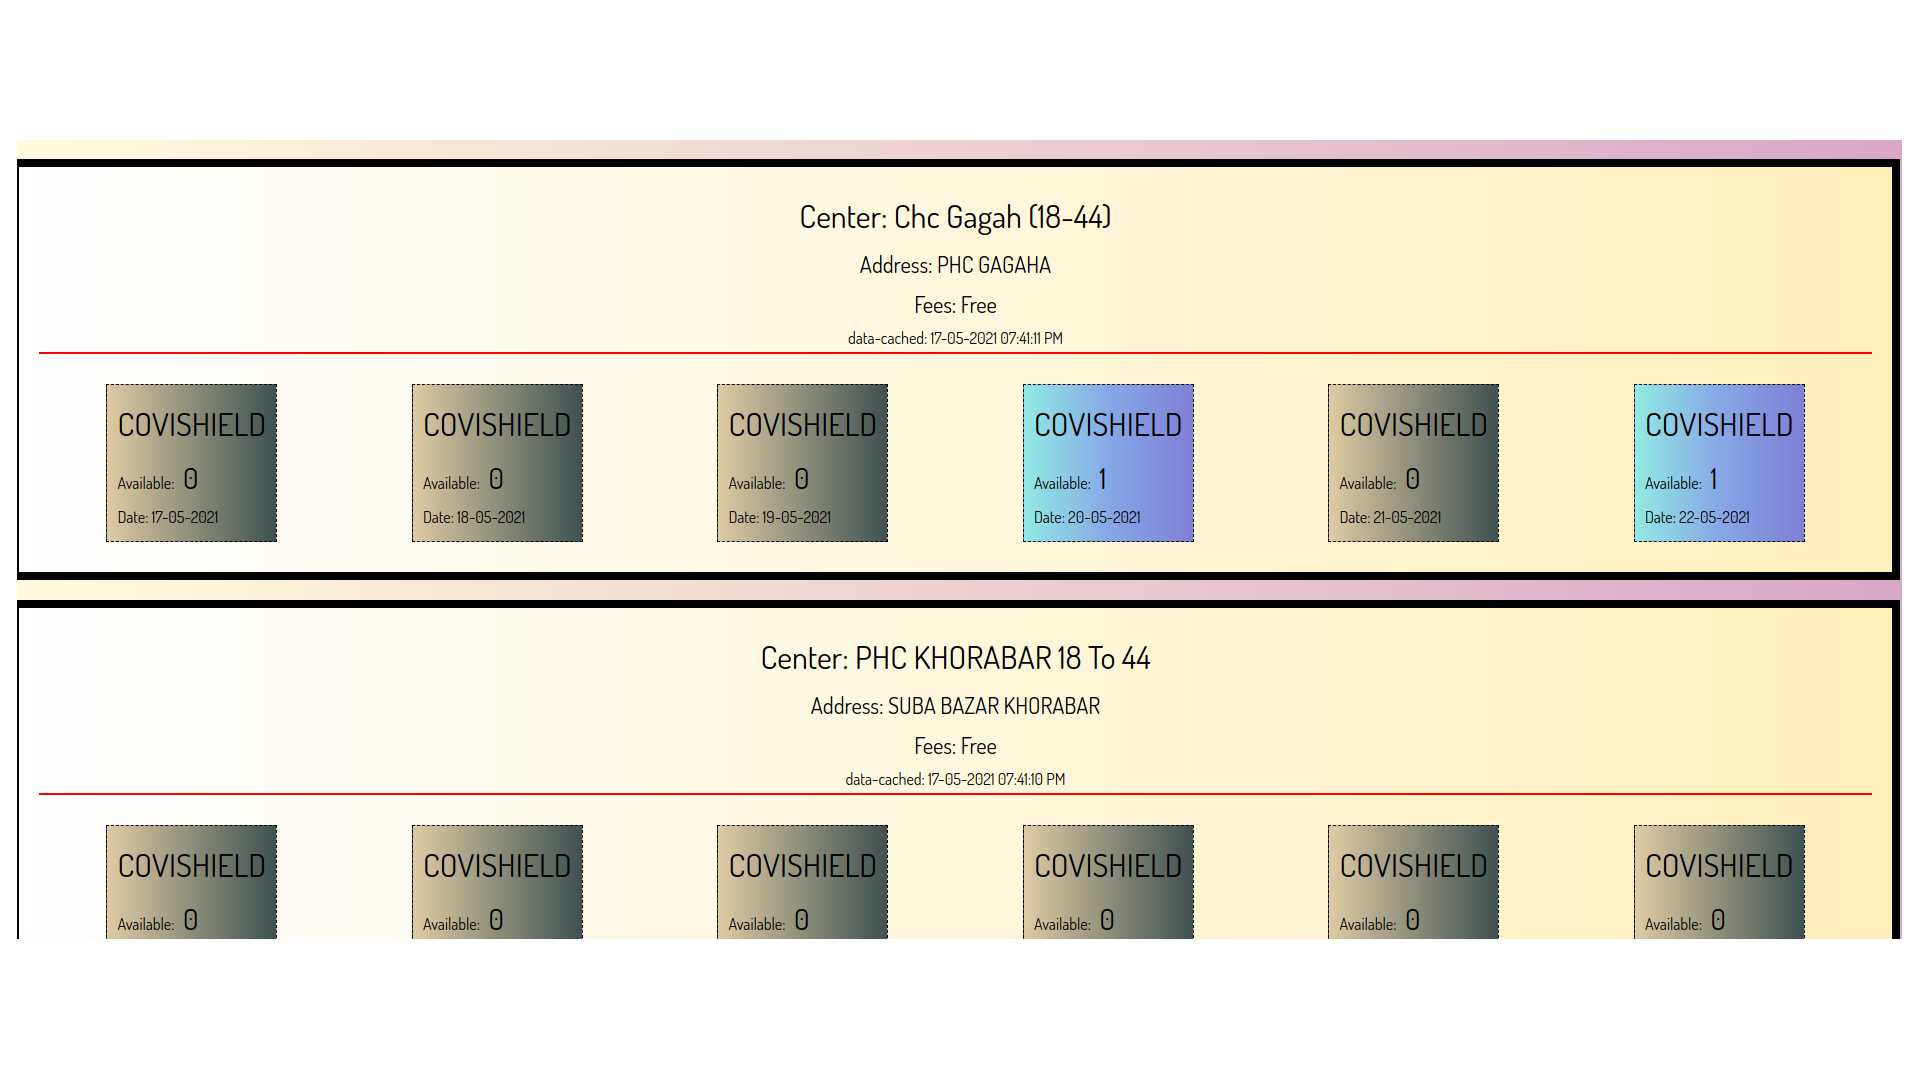 Center: Chc Gagah (18-44)
Address: PHC GAGAHA
Fees: Free
data-cached: 17-05-2021 07:41:11 PM
COVISHIELD
Available: 0
Date: 17-05-2021
COVISHIELD
Available: 0
Date: 18-05-2021
COVISHIELD
Available: 0
Date: 19-05-2021
COVISHIELD
Available: 1
Date: 20-05-2021
COVISHIELD
Available: 0
Date: 21-05-2021
COVISHIELD
Available: 1
Date: 22-05-2021
Center: PHC KHORABAR 18 To 44
Address: SUBA BAZAR KHORABAR
Fees: Free
data-cached: 17-05-2021 07:41:10 PM
COVISHIELD
Available: 0
COVISHIELD
Available: 0
COVISHIELD
Available: 0
COVISHIELD
Available: 0
COVISHIELD
Available: 0
COVISHIELD
Available: 0